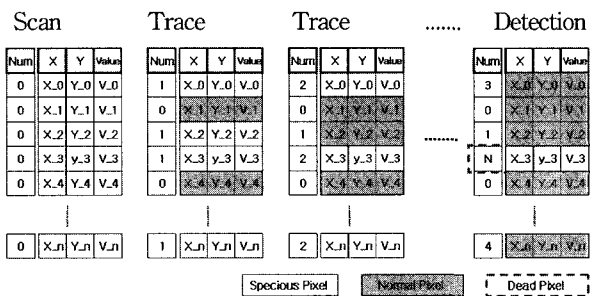 Scan Trace Trace ....... Detection
Num X Y Value Num X Y Value Num X Y Value Num X Y Value
0 X_0 Y_0 V_0 1 X_0 Y_0 V_0 2 X_0 Y_0 V_0 3 X_0 Y_0 V_0
0 X_1 Y_1 V_1 0 X_1 Y_1 V_1 0 X_1 Y_1 V_1 0 X_1 Y_1 V_1
0 X_2 Y_2 V_2 1 X_2 Y_2 V_2 1 X_2 Y_2 V_2 ....... 1 X_2 Y_2 V_2
0 X_3 y_3 V_3 1 X_3 y_3 V_3 2 X_3 y_3 V_3 N X_3 y_3 V_3
0 X_4 Y_4 V_4 0 X_4 Y_4 V_4 0 X_4 Y_4 V_4 0 X_4 Y_4 V_4
0 X_n Y_n V_n 1 X_n Y_n V_n 2 X_n Y_n V_n 4 X_n Y_n V_n
Specious Pixel Normal Pixel Dead Pixel